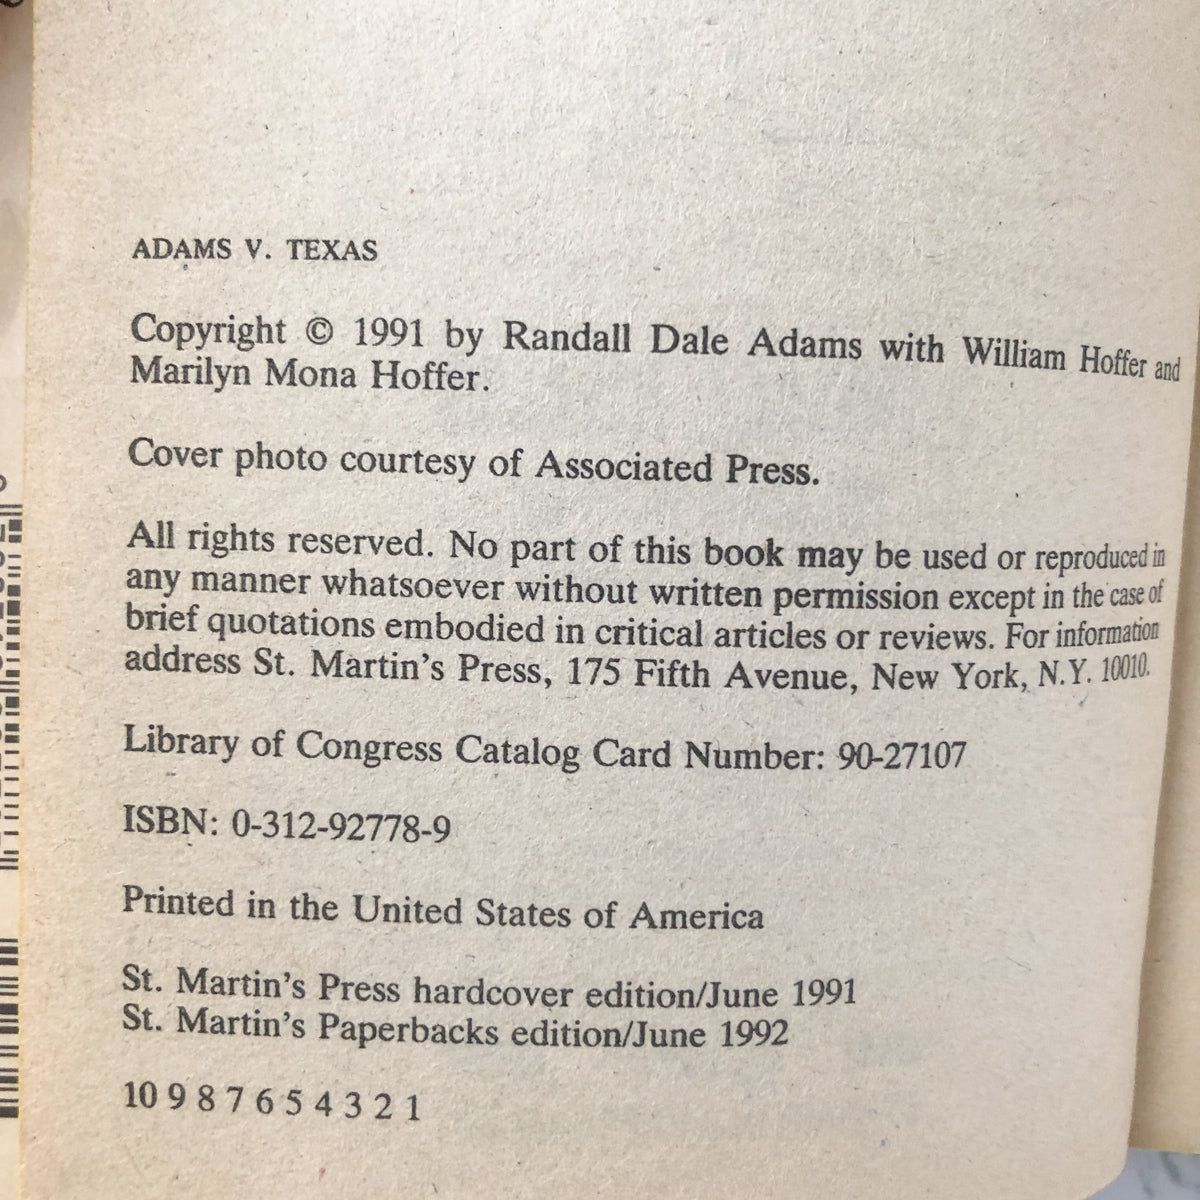 ADAMS V. TEXAS
Copyright © 1991 by Randall Dale Adams with William Hoffer and
Marilyn Mona Hoffer.
Cover photo courtesy of Associated Press.
All rights reserved. No part of this book may be used or reproduced in
any manner whatsoever without written permission except in the case of
brief quotations embodied in critical articles or reviews. For information
address St. Martin's Press, 175 Fifth Avenue, New York, N.Y. 10010.
Library of Congress Catalog Card Number: 90-27107
ISBN: 0-312-92778-9
Printed in the United States of America
St. Martin's Press hardcover edition/June 1991
St. Martin's Paperbacks edition/June 1992
10 9 8 7 6 5 4 3 2 1